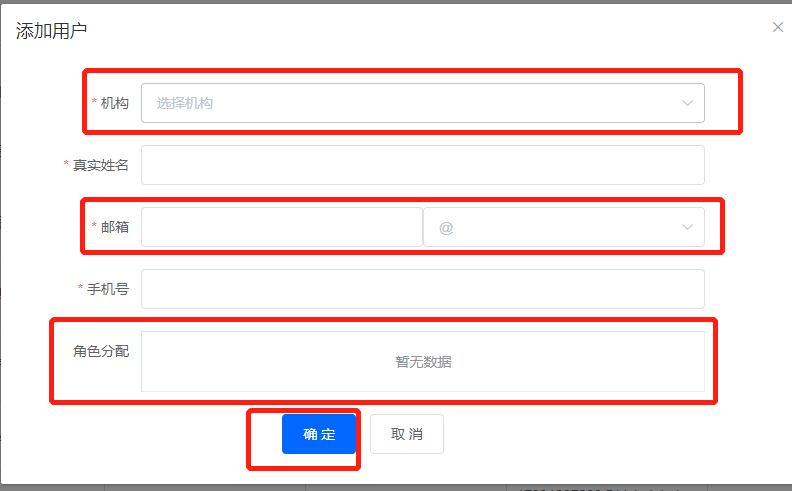 添加用户
* 机构 选择机构
* 真实姓名
* 邮箱 @
* 手机号
角色分配 暂无数据
确定 取消